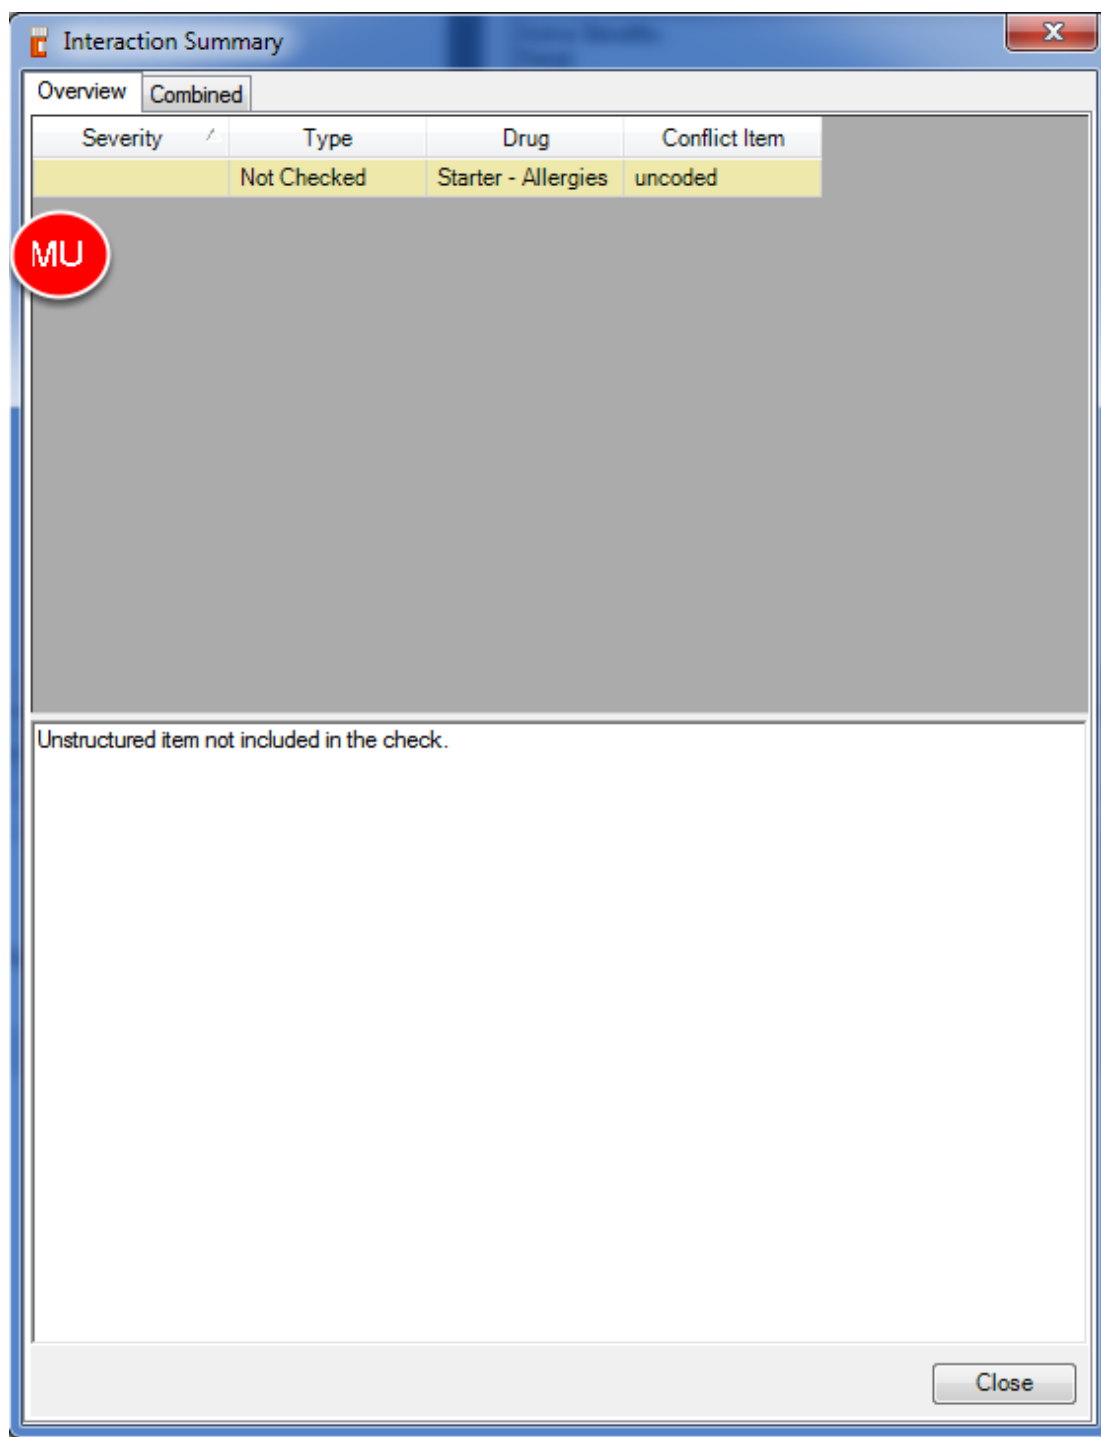 Interaction Summary
Overview Combined
Severity Type Drug Conflict Item
Not Checked Starter - Allergies uncoded
MU
Unstructured item not included in the check.
Close